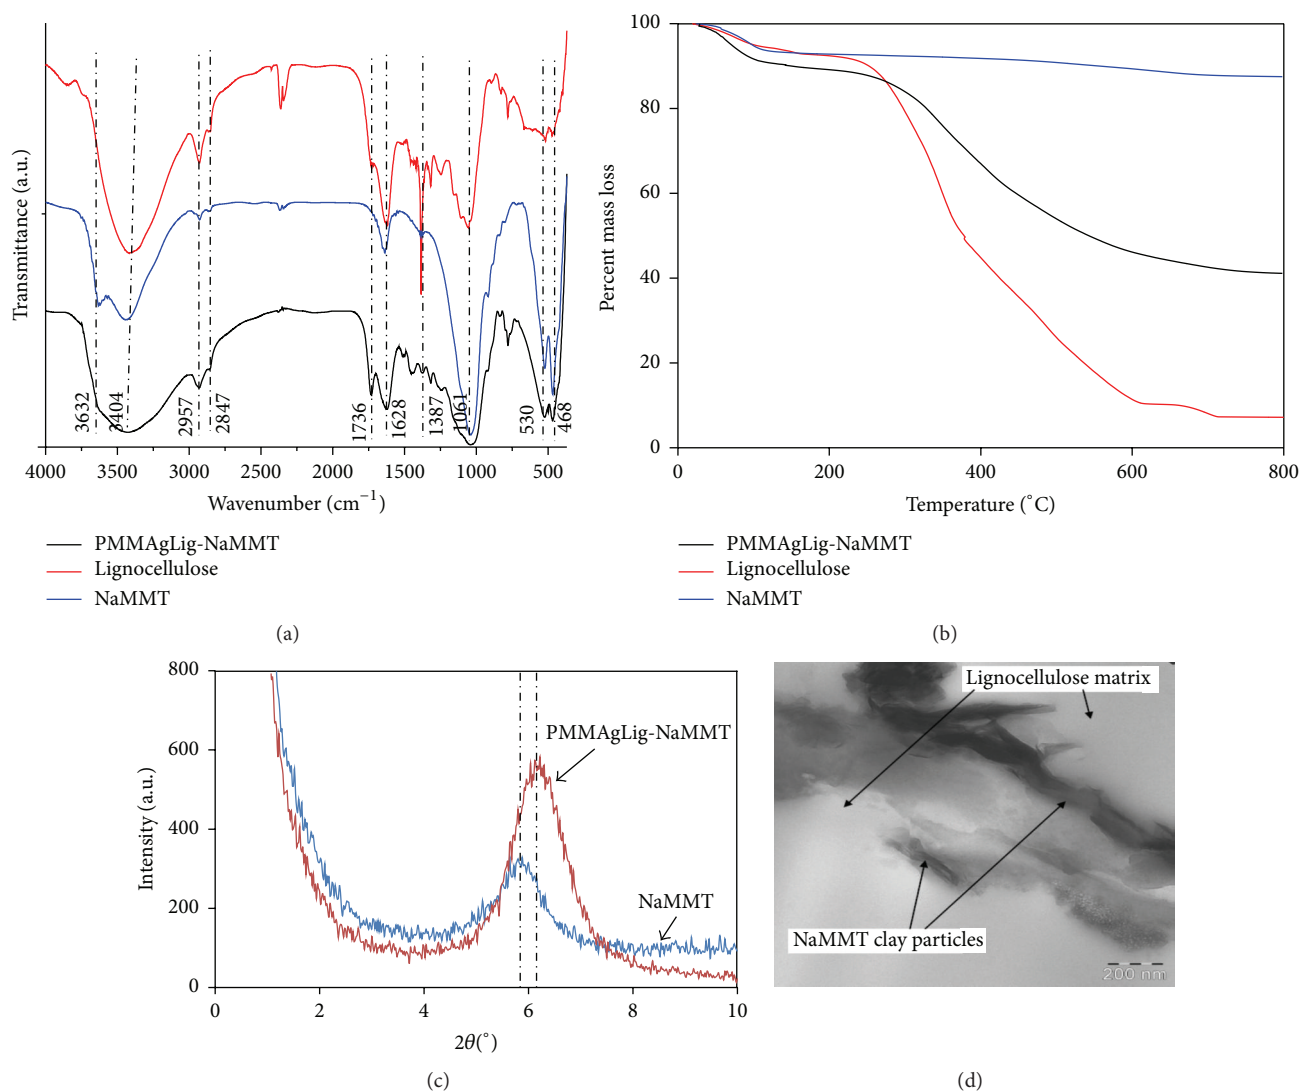 Transmittance (a.u.)
3632
3404
2957
2847
1736
1628
1387
1061
530
468
4000 3500 3000 2500 2000 1500 1000 500
Wavenumber (cm−1)
PMMAgLig-NaMMT
Lignocellulose
NaMMT
(a)
Percent mass loss
100
80
60
40
20
0
0 200 400 600 800
Temperature (°C)
PMMAgLig-NaMMT
Lignocellulose
NaMMT
(b)
Intensity (a.u.)
800
600
400
200
0
PMMAgLig-NaMMT
NaMMT
0 2 4 6 8 10
2θ(°)
(c)
Lignocellulose matrix
NaMMT clay particles
200 nm
(d)